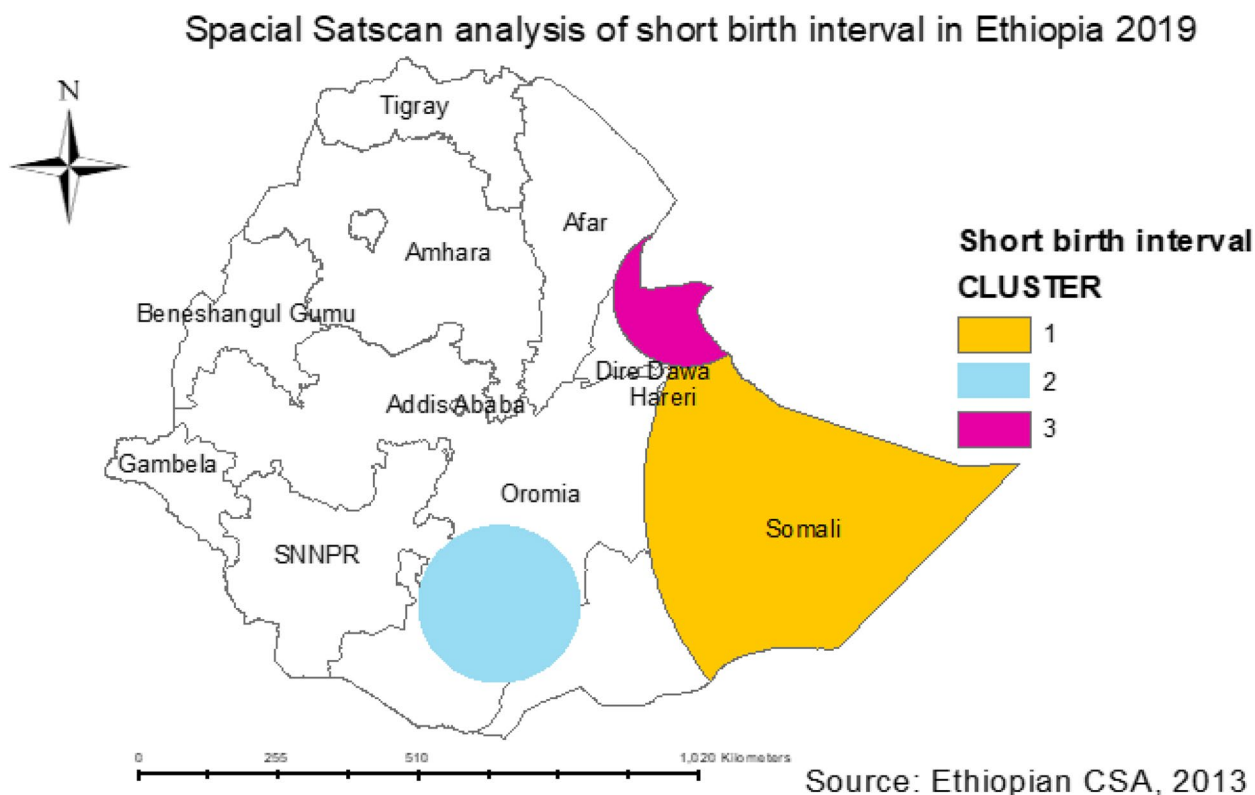 Spacial Satscan analysis of short birth interval in Ethiopia 2019
N
Tigray
Afar
Amhara
Beneshangul Gumu
Dire Dawa
Hareri
Addis Ababa
Gambela
Oromia
SNNPR
Somali
Short birth interval
CLUSTER
1
2
3
0 255 510 1,020 Kilometers
Source: Ethiopian CSA, 2013